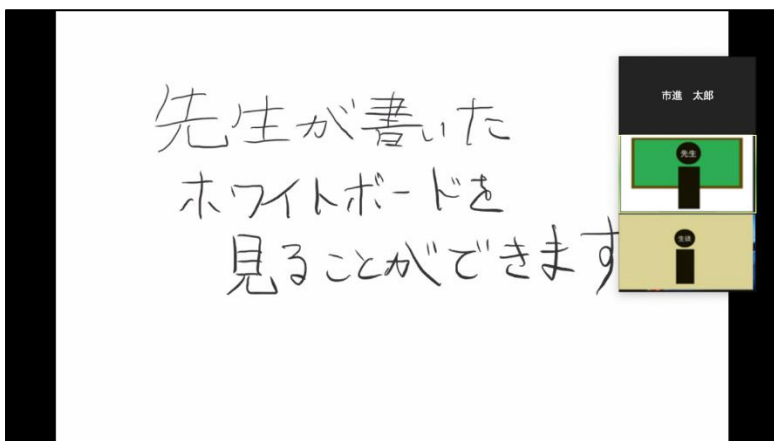 先生が書いた
ホワイトボードを
見ることができます
市進 太郎
先生
生徒